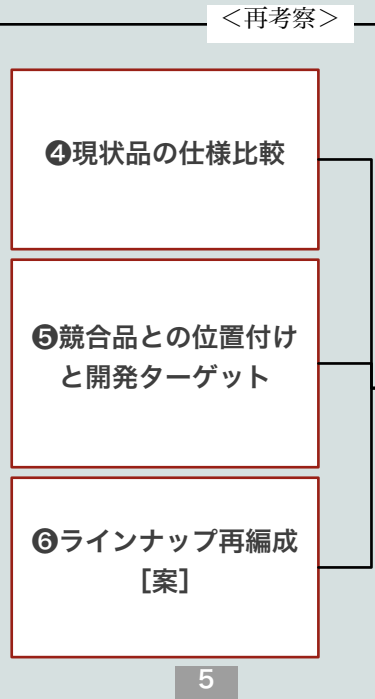 ＜再考察＞
❹現状品の仕様比較
❺競合品との位置付け
と開発ターゲット
❻ラインナップ再編成
［案］
5